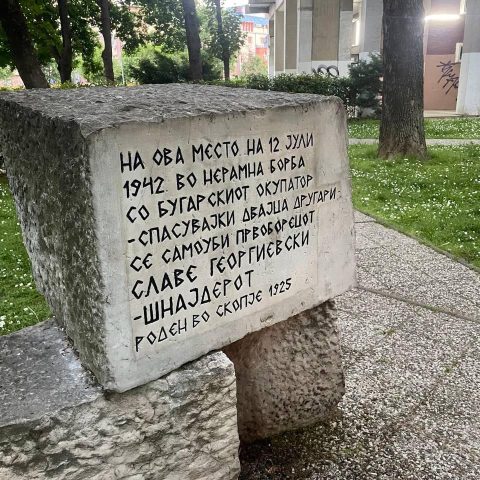 НА ОВА МЕСТО НА 12 ЈУЛИ
1942 ВО НЕРАМНА БОРБА
СО БУГАРСКИОТ ОКУПАТОР
-СПАСУВАЈКИ ДВАЈЦА ДРУГАРИ-
СЕ САМОУБИ ПРВОБОРЕЦОТ
СЛАВЕ ГЕОРГИЕВСКИ
-ШНАЈДЕРОТ
РОДЕН ВО СКОПЈЕ 1925